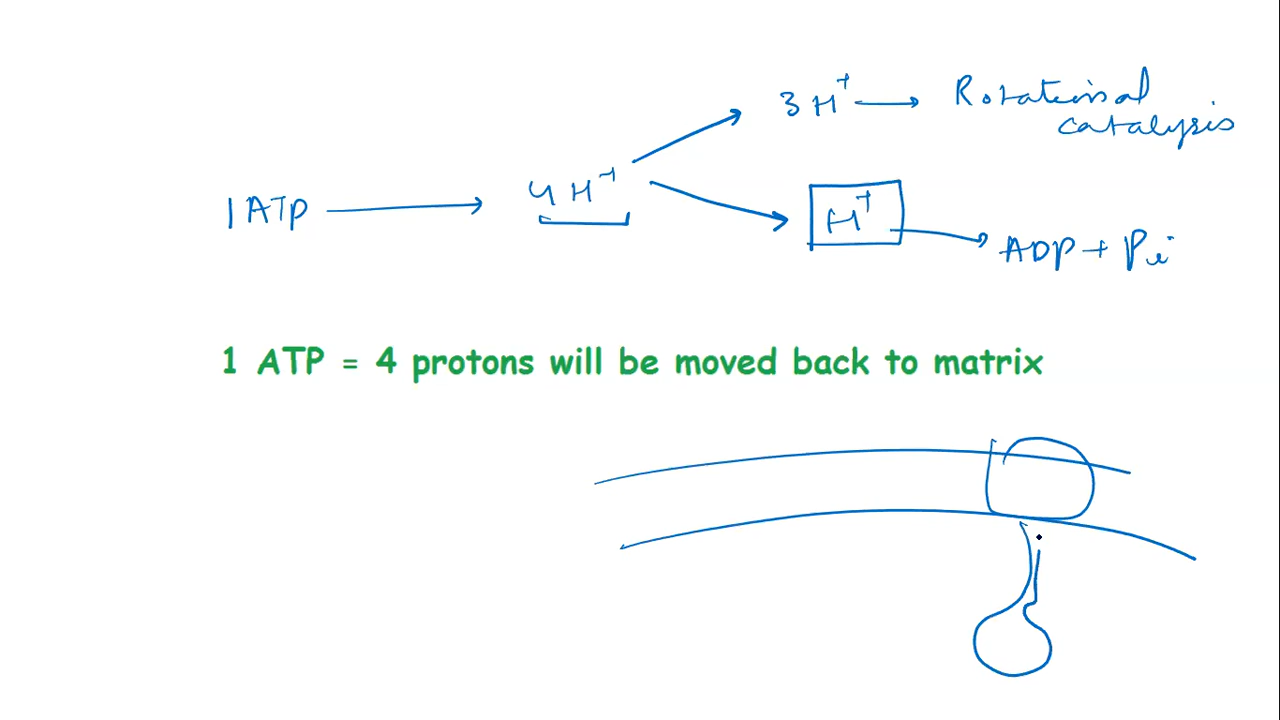 3H⁺ → Rotational
catalysis
1 ATP → 4H⁺
H⁺ → ADP + Pi
1 ATP = 4 protons will be moved back to matrix